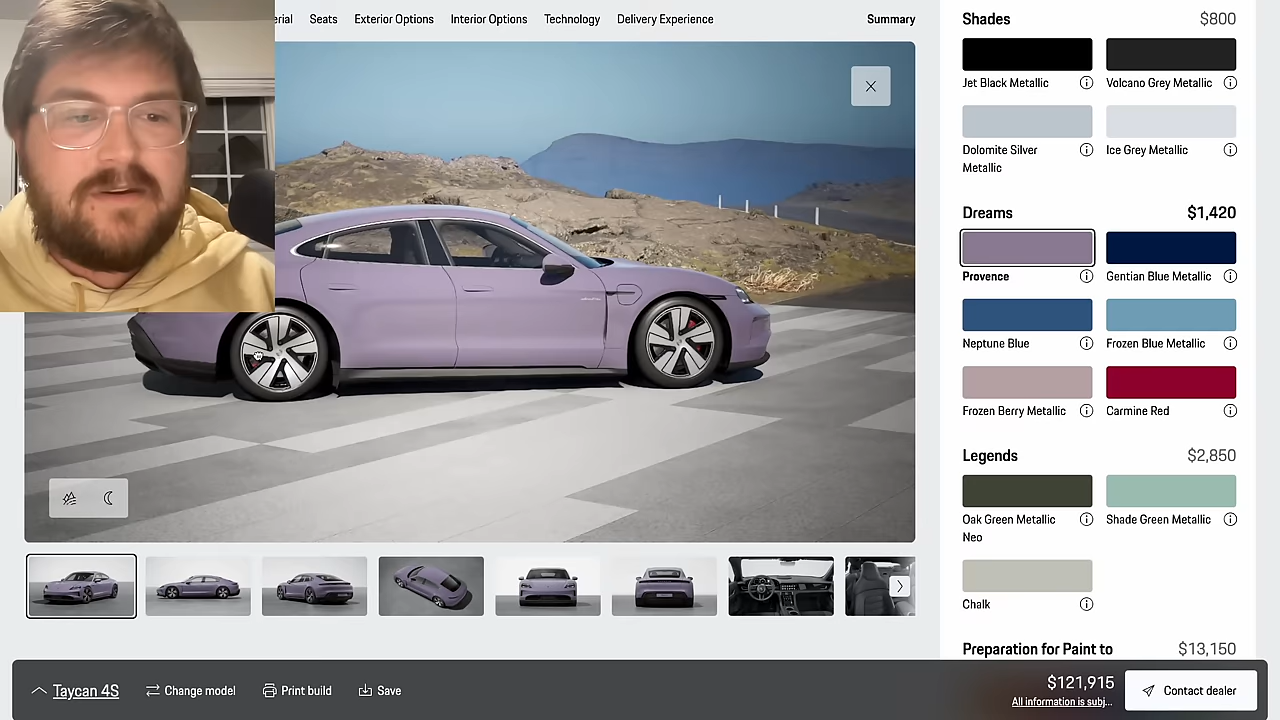 erial
Seats
Exterior Options
Interior Options
Technology
Delivery Experience
Summary
Shades
$800
Jet Black Metallic
Volcano Grey Metallic
Dolomite Silver
Metallic
Ice Grey Metallic
Dreams
$1,420
Provence
Gentian Blue Metallic
Neptune Blue
Frozen Blue Metallic
Frozen Berry Metallic
Carmine Red
Legends
$2,850
Oak Green Metallic
Neo
Shade Green Metallic
Chalk
Preparation for Paint to
$13,150
Taycan 4S
Change model
Print build
Save
$121,915
All information is subj...
Contact dealer